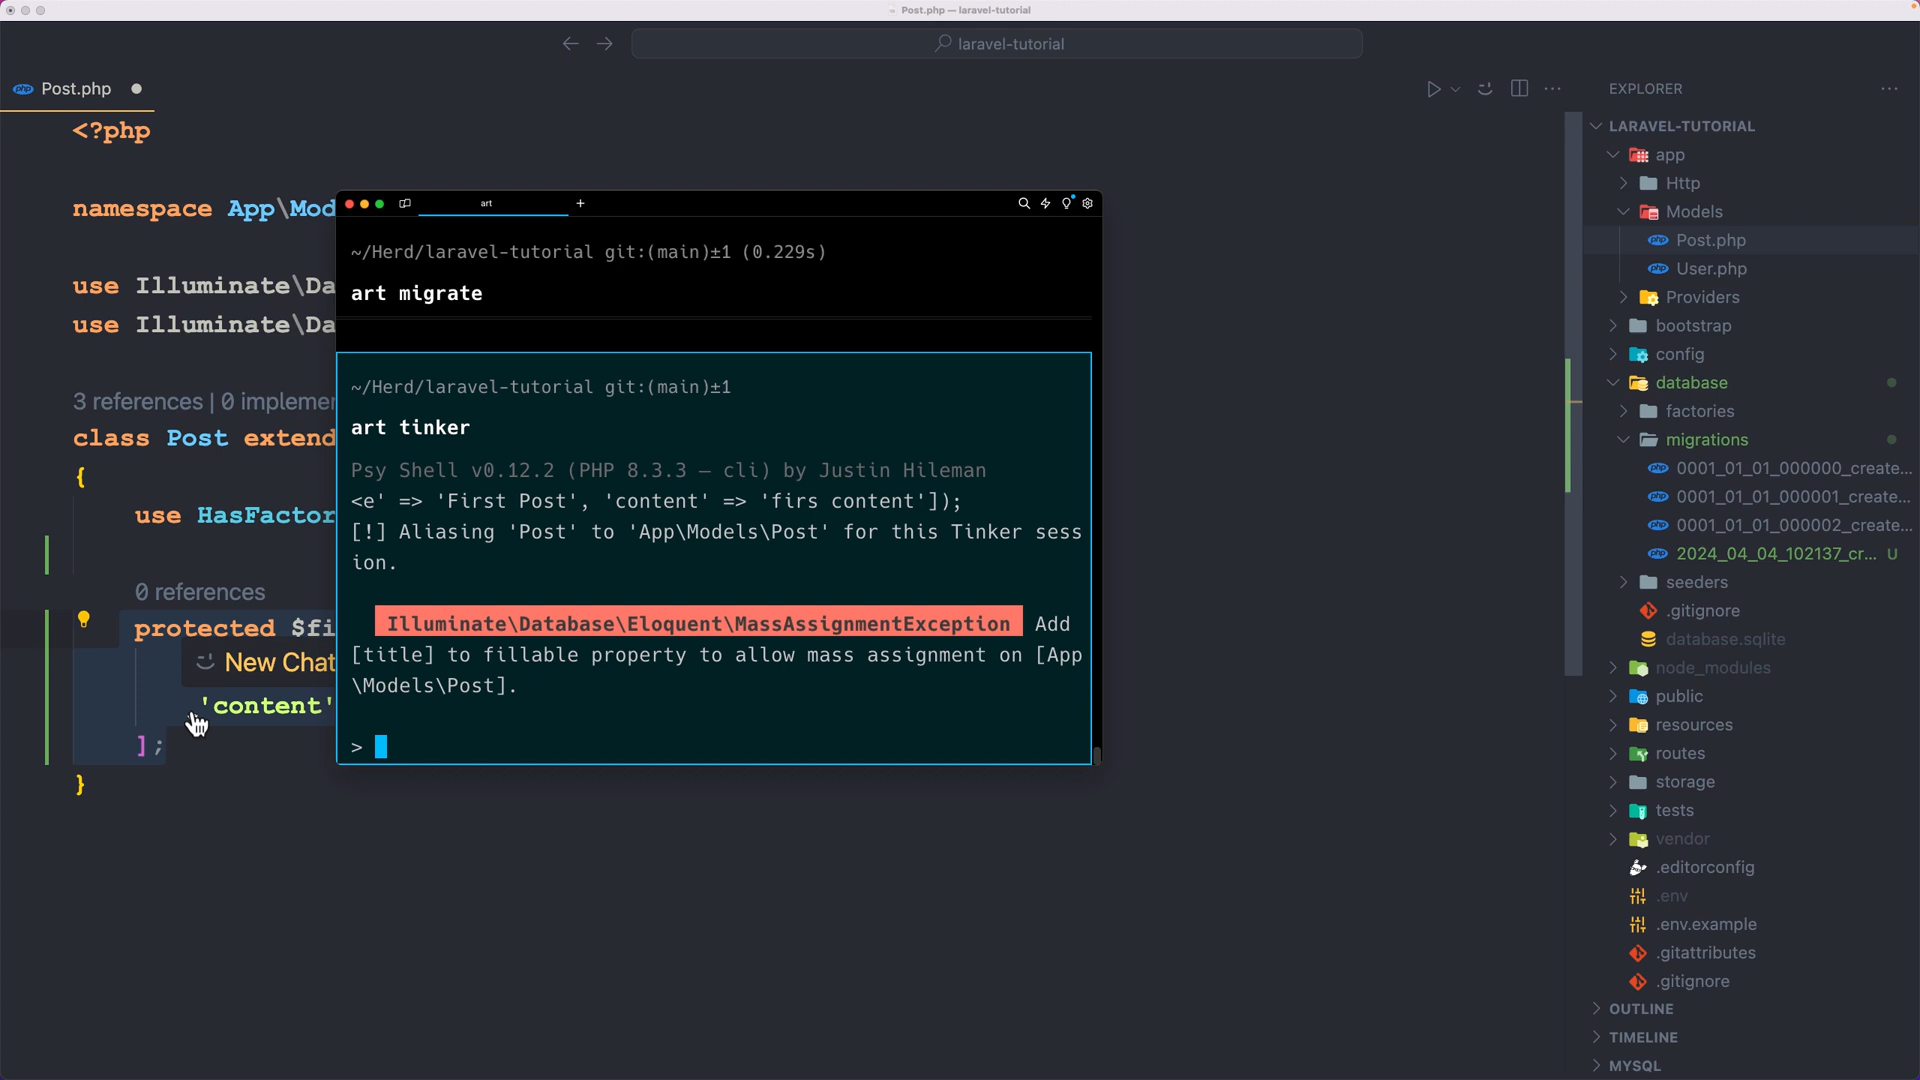 Post.php — laravel-tutorial
laravel-tutorial
Post.php
<?php
namespace App\Mod
use Illuminate\Da
use Illuminate\Da
3 references | 0 implemen
class Post extend
{
use HasFactor
0 references
protected $fi
New Chat
'content'
];
}
art
~/Herd/laravel-tutorial git:(main)±1 (0.229s)
art migrate
~/Herd/laravel-tutorial git:(main)±1
art tinker
Psy Shell v0.12.2 (PHP 8.3.3 — cli) by Justin Hileman
<e' => 'First Post', 'content' => 'firs content']);
[!] Aliasing 'Post' to 'App\Models\Post' for this Tinker sess
ion.
Illuminate\Database\Eloquent\MassAssignmentException Add
[title] to fillable property to allow mass assignment on [App
\Models\Post].
>
EXPLORER
LARAVEL-TUTORIAL
app
Http
Models
php Post.php
php User.php
Providers
bootstrap
config
database
factories
migrations
php 0001_01_01_000000_create...
php 0001_01_01_000001_create...
php 0001_01_01_000002_create...
php 2024_04_04_102137_cr... U
seeders
.gitignore
database.sqlite
node_modules
public
resources
routes
storage
tests
vendor
.editorconfig
.env
.env.example
.gitattributes
.gitignore
OUTLINE
TIMELINE
MYSQL